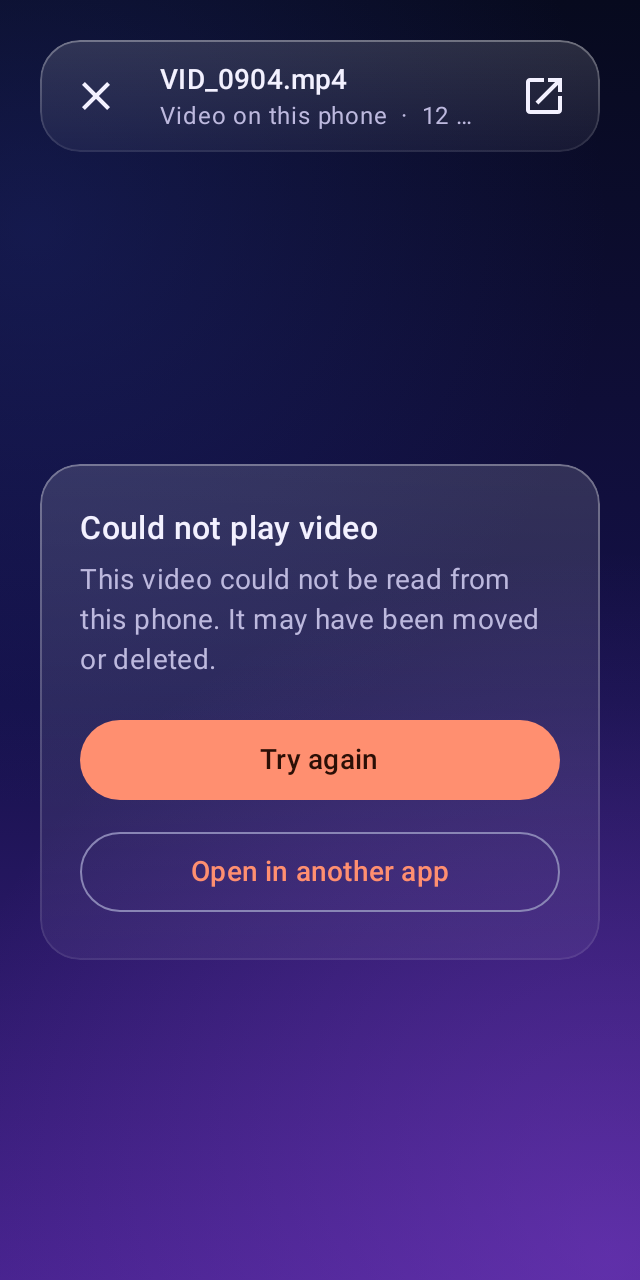 VID_0904.mp4
Video on this phone · 12 …
Could not play video
This video could not be read from
this phone. It may have been moved
or deleted.
Try again
Open in another app